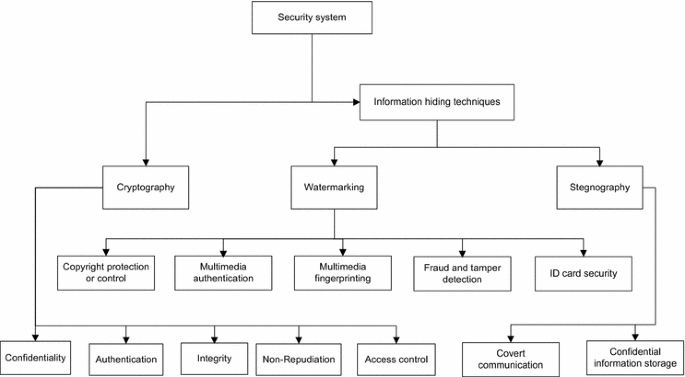 Security system
Information hiding techniques
Cryptography
Watermarking
Stegnography
Copyright protection
or control
Multimedia
authentication
Multimedia
fingerprinting
Fraud and tamper
detection
ID card security
Confidentiality
Authentication
Integrity
Non-Repudiation
Access control
Covert
communication
Confidential
information storage